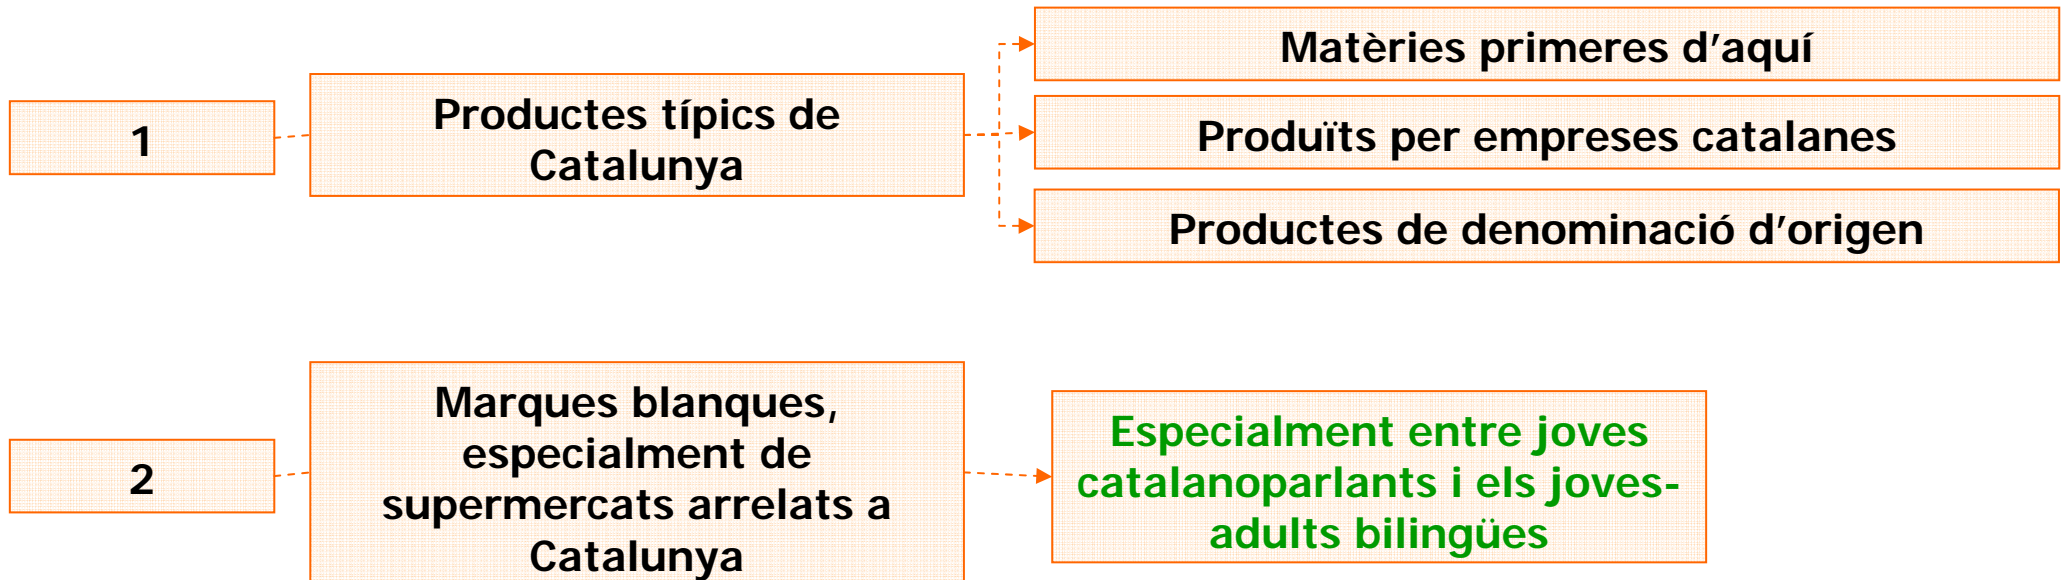 1
Productes típics de
Catalunya
Matèries primeres d’aquí
Produïts per empreses catalanes
Productes de denominació d’origen
2
Marques blanques,
especialment de
supermercats arrelats a
Catalunya
Especialment entre joves
catalanoparlants i els joves-
adults bilingües